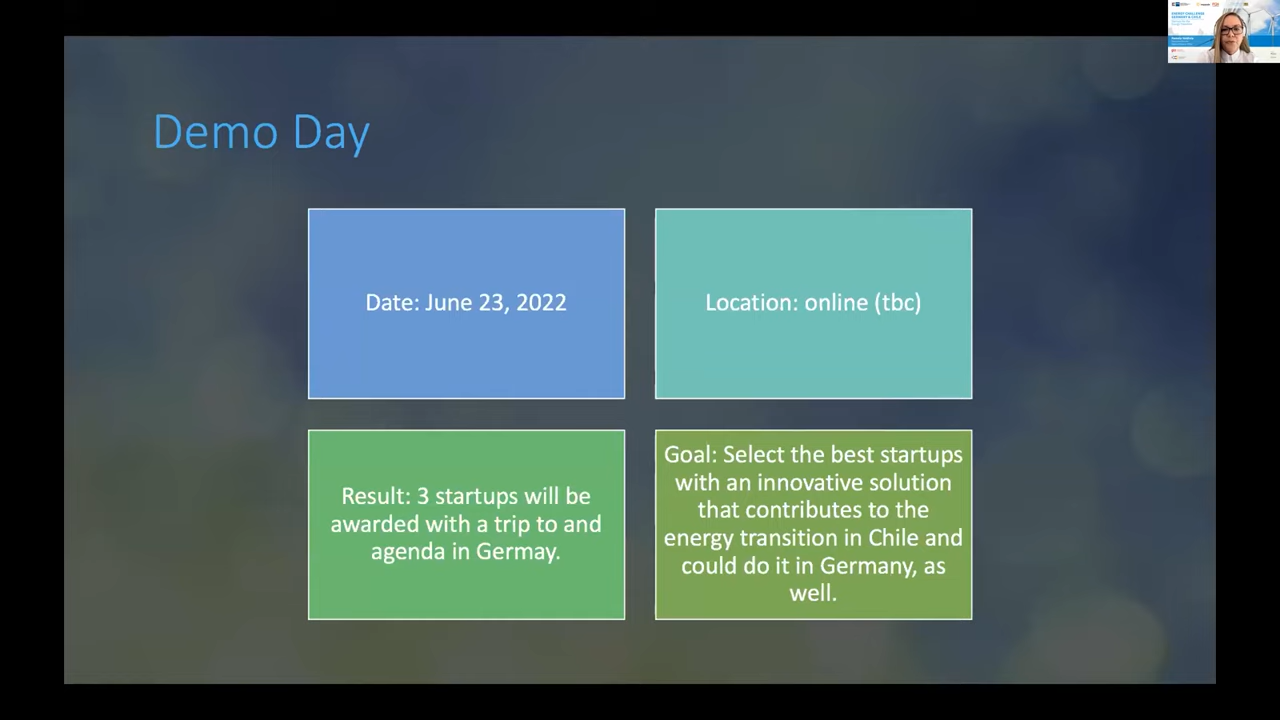 Demo Day
Date: June 23, 2022
Location: online (tbc)
Result: 3 startups will be
awarded with a trip to and
agenda in Germay.
Goal: Select the best startups
with an innovative solution
that contributes to the
energy transition in Chile and
could do it in Germany, as
well.